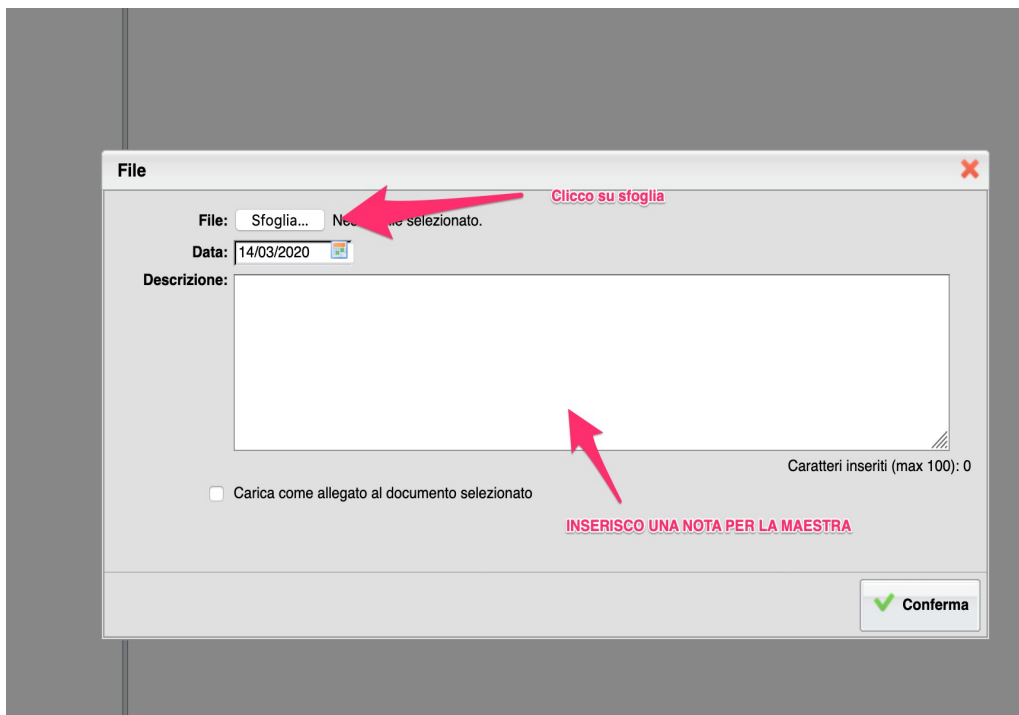 File
Clicco su sfoglia
File: Sfoglia... selezionato.
Data: 14/03/2020
Descrizione:
Caratteri inseriti (max 100): 0
Carica come allegato al documento selezionato
INSERISCO UNA NOTA PER LA MAESTRA
Conferma